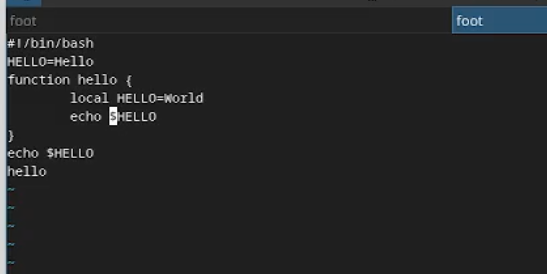 foot
foot
#!/bin/bash
HELLO=Hello
function hello {
        local HELLO=World
        echo $HELLO
}
echo $HELLO
hello
~
~
~
~
~